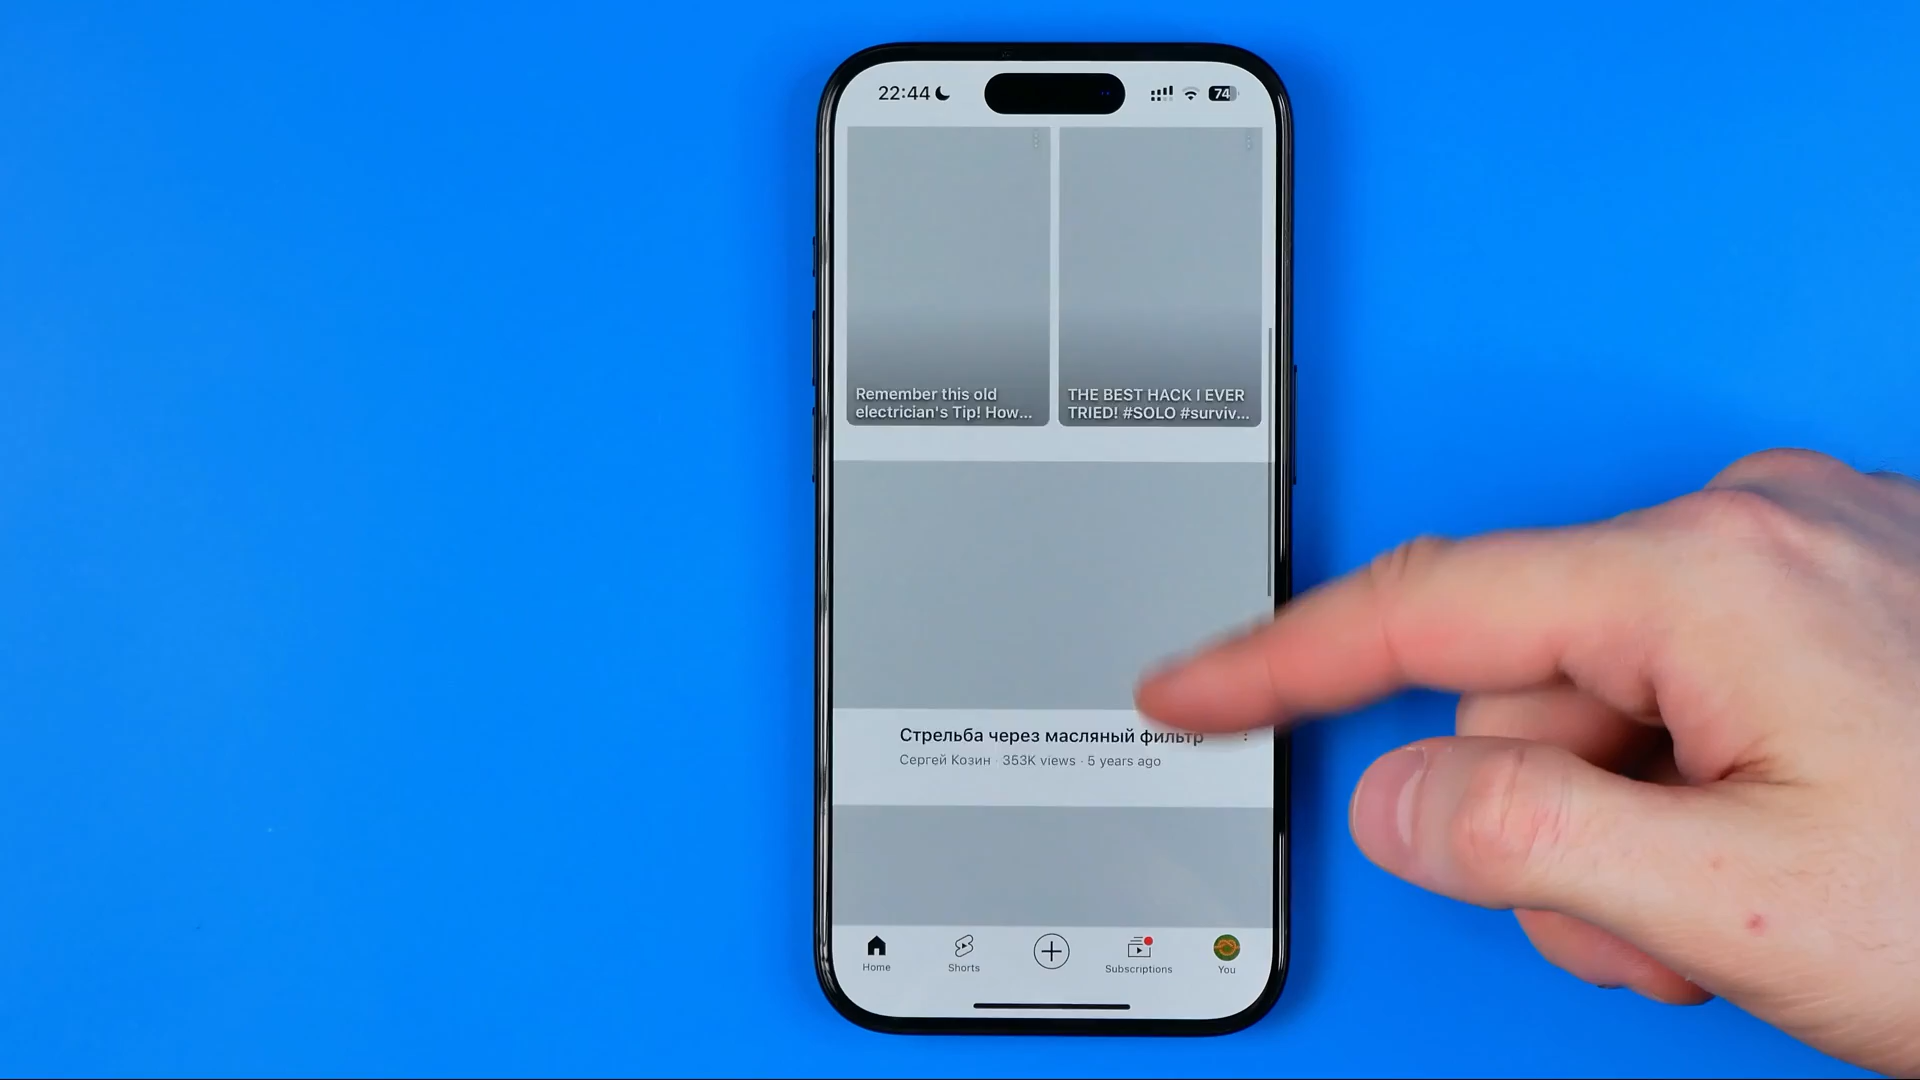 22:44
74
Remember this old
electrician's Tip! How...
THE BEST HACK I EVER
TRIED! #SOLO #surviv...
Стрельба через масляный фильтр
Сергей Козин · 353K views · 5 years ago
Home
Shorts
Subscriptions
You